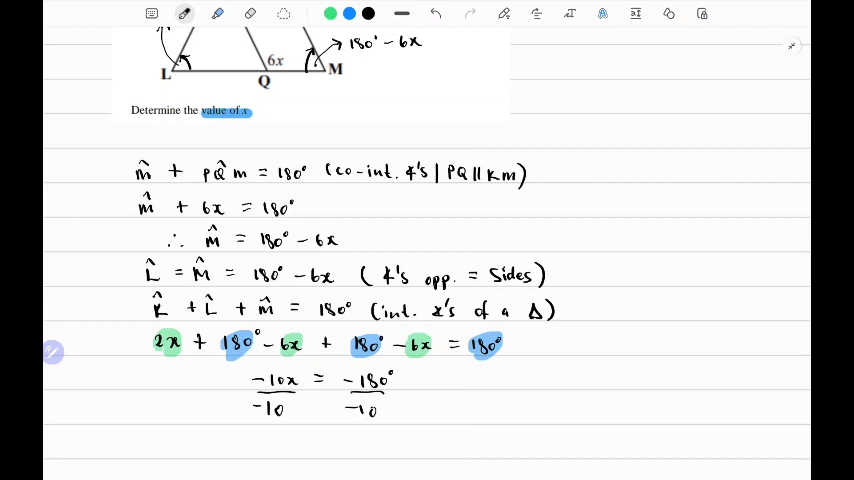 → 180° - 6x
L 6x M
Q
Determine the value of x
m̂ + PQ̂m = 180° (co-int. ∠'s | PQ || KM)
m̂ + 6x = 180°
∴ m̂ = 180° - 6x
L̂ = M̂ = 180° - 6x (∠'s opp. = Sides)
K̂ + L̂ + m̂ = 180° (int. ∠'s of a Δ)
2x + 180° - 6x + 180° - 6x = 180°
-10x = -180°
-10 -10